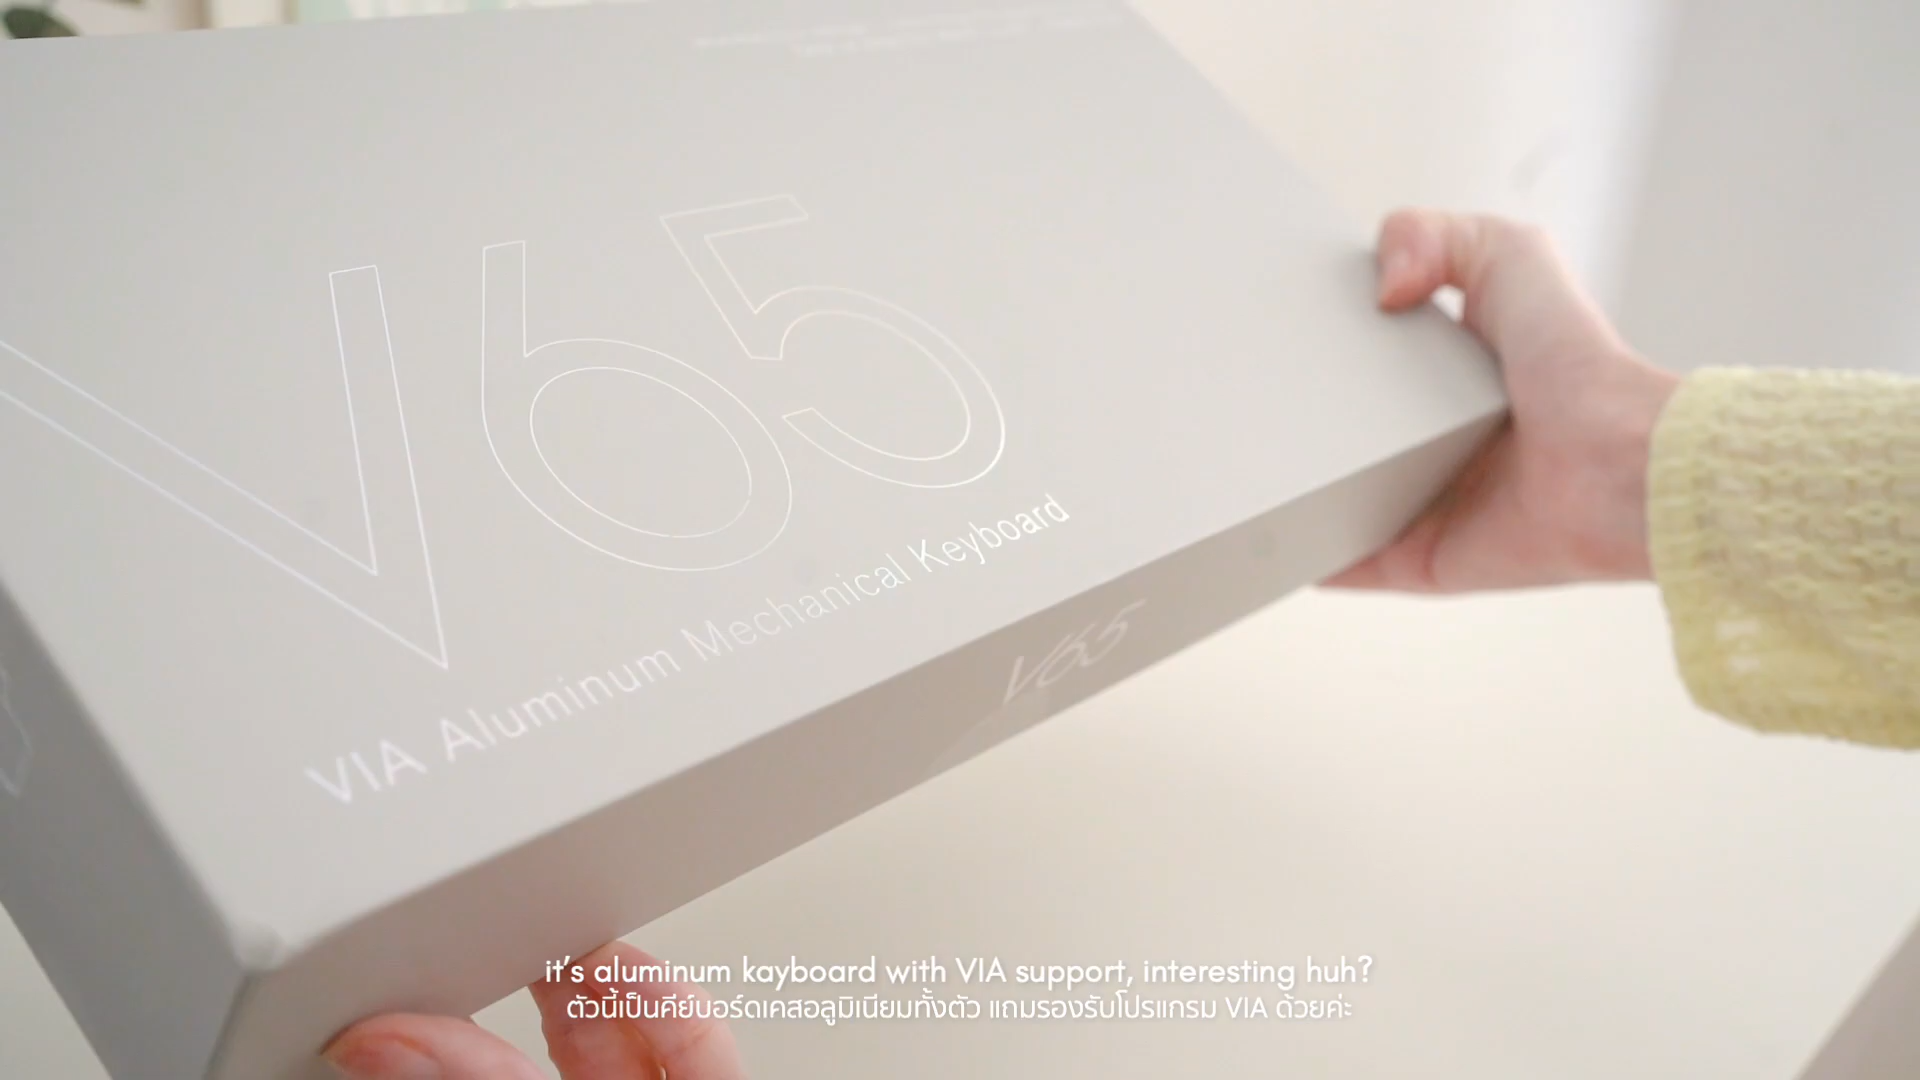 V65
VIA Aluminum Mechanical Keyboard
V65
it's aluminum kayboard with VIA support, interesting huh?
ตัวนี้เป็นคีย์บอร์ดเคสอลูมิเนียมทั้งตัว แถมรองรับโปรแกรม VIA ด้วยค่ะ